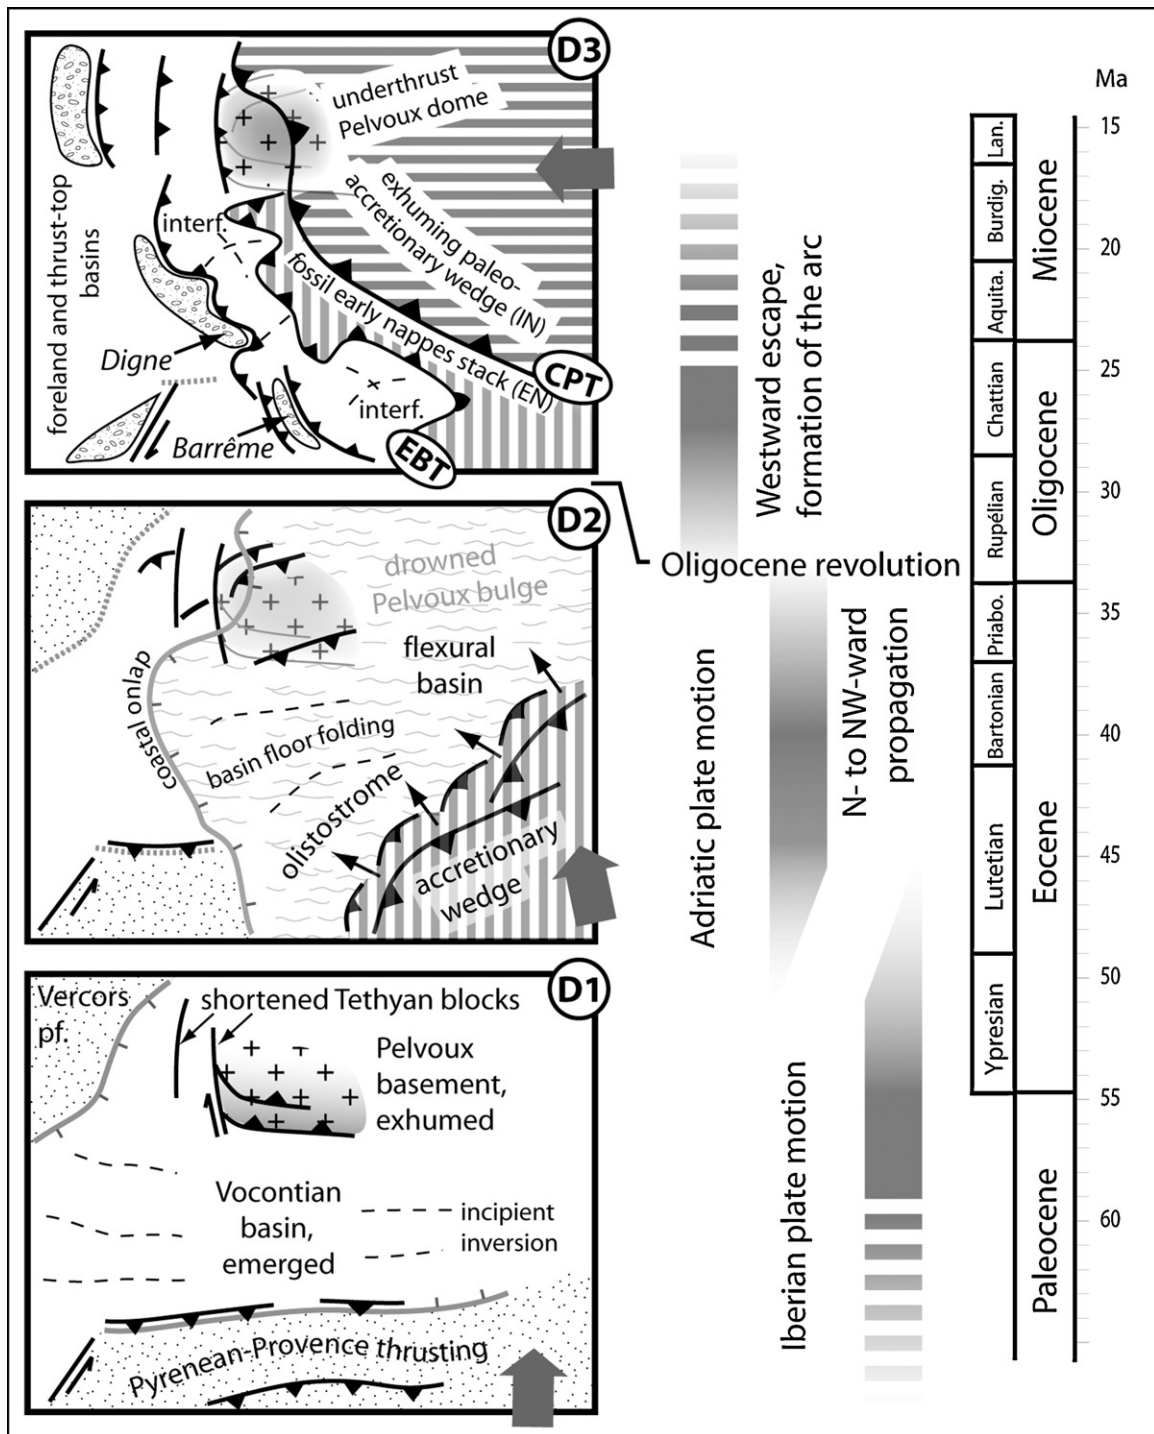 D3
underthrust
Pelvoux dome
exhuming paleo-
accretionary wedge (IN)
interf.
fossil early nappes stack (EN)
foreland and thrust-top
basins
Digne
Barrême
interf.
CPT
EBT
D2
drowned
Pelvoux bulge
flexural
basin
coastal onlap
basin floor folding
olistostrome
accretionary
wedge
D1
Vercors
pf.
shortened Tethyan blocks
Pelvoux
basement,
exhumed
Vocontian
basin,
emerged
incipient
inversion
Pyrenean-Provence thrusting
Westward escape,
formation of the arc
Oligocene revolution
Adriatic plate motion
N- to NW-ward
propagation
Iberian plate motion
Ma
Lan.
Burdig.
Aquita.
Chattian
Rupélian
Priabo.
Bartonian
Lutetian
Ypresian
Miocene
Oligocene
Eocene
Paleocene
15
20
25
30
35
40
45
50
55
60